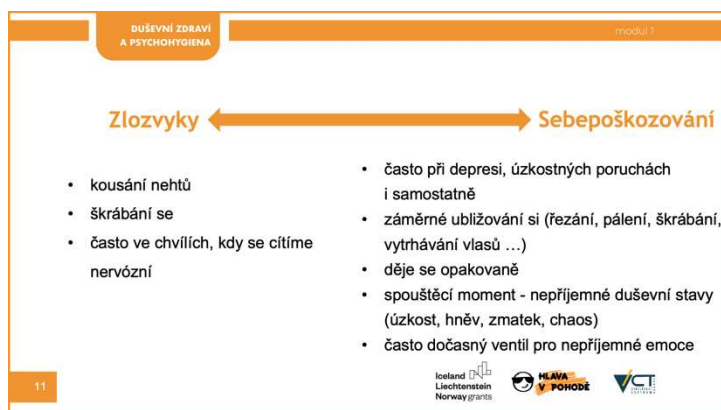 DUŠEVNÍ ZDRAVÍ
A PSYCHOHYGIENA
modul 1
Zlozvyky
Sebepoškozování
• kousání nehtů
• škrábání se
• často ve chvílích, kdy se cítíme
nervózní
• často při depresi, úzkostných poruchách
i samostatně
• záměrné ubližování si (řezání, pálení, škrábání,
vytrhávání vlasů ...)
• děje se opakovaně
• spouštěcí moment - nepříjemné duševní stavy
(úzkost, hněv, zmatek, chaos)
• často dočasný ventil pro nepříjemné emoce
11
Iceland
Liechtenstein
Norway grants
HLAVA
V POHODĚ
VCT